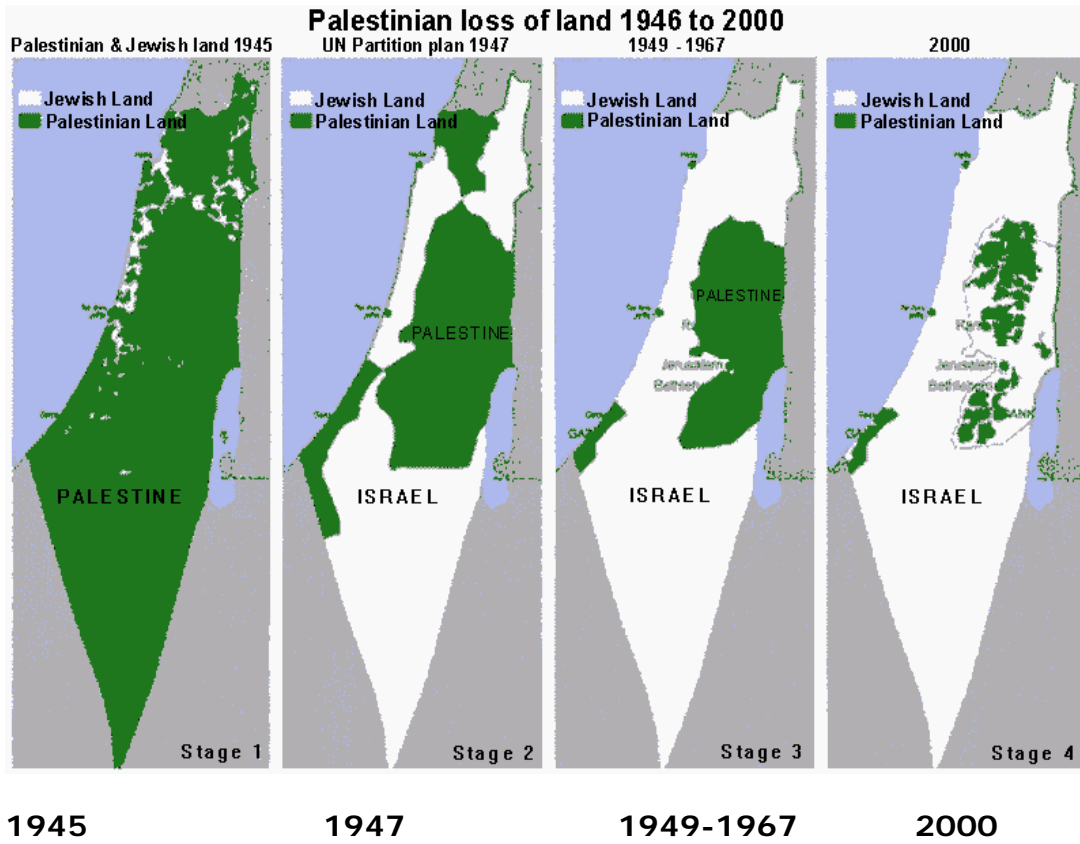 Palestinian loss of land 1946 to 2000
Palestinian & Jewish land 1945
Jewish Land
Palestinian Land
PALESTINE
Stage 1
UN Partition plan 1947
Jewish Land
Palestinian Land
PALESTINE
ISRAEL
Stage 2
1949 -1967
Jewish Land
Palestinian Land
PALESTINE
Jerusalem
ISRAEL
Stage 3
2000
Jewish Land
Palestinian Land
Jerusalem
ISRAEL
Stage 4
1945 1947 1949-1967 2000